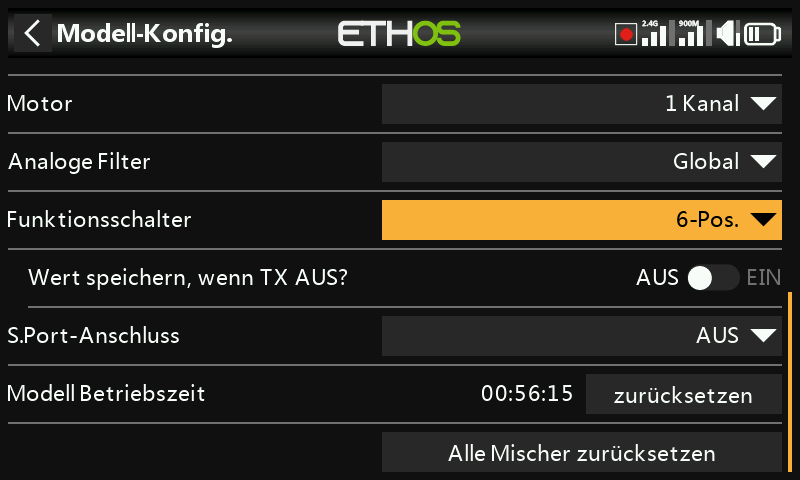 Modell-Konfig.
ETHOS
2.4G
900M
Motor
1 Kanal
Analoge Filter
Global
Funktionsschalter
6-Pos.
Wert speichern, wenn TX AUS?
AUS
EIN
S.Port-Anschluss
AUS
Modell Betriebszeit
00:56:15
zurücksetzen
Alle Mischer zurücksetzen